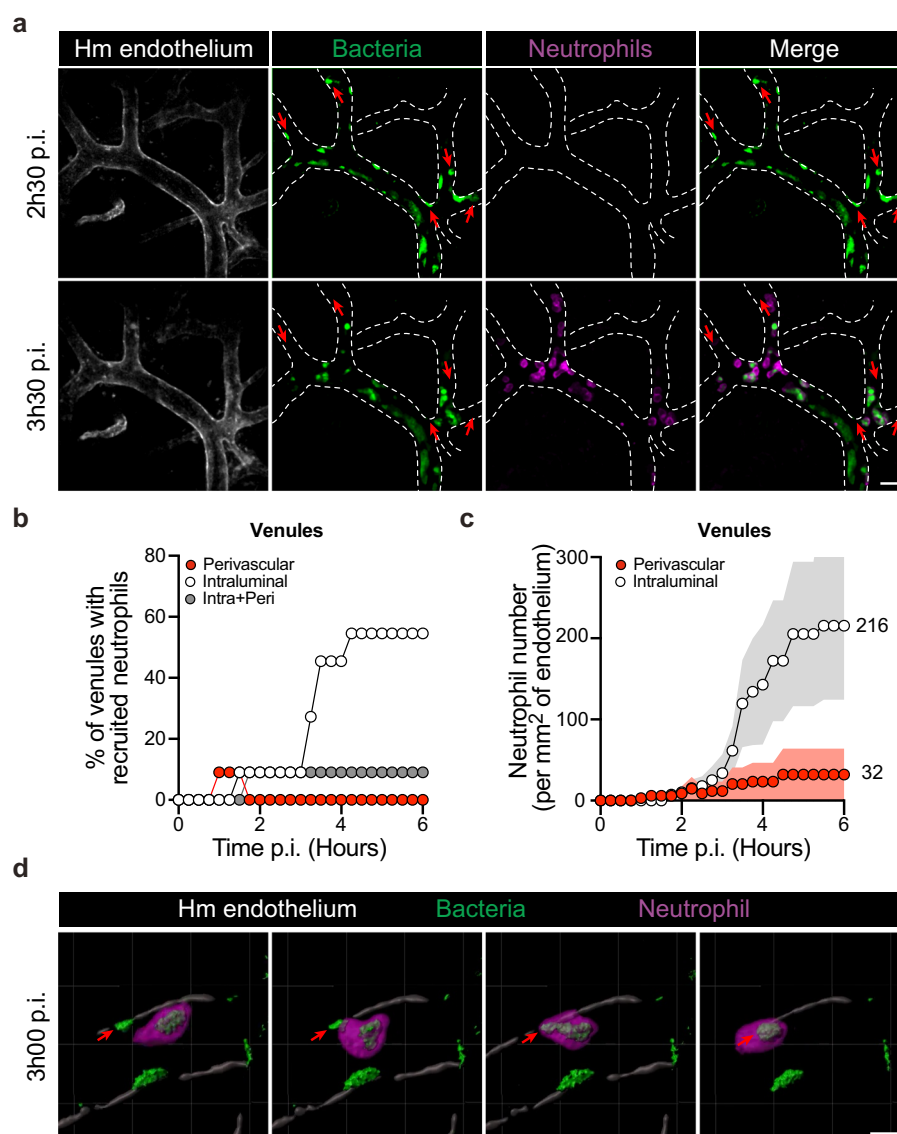 a
Hm endothelium Bacteria Neutrophils Merge
2h30 p.i.
3h30 p.i.
b
Venules
Perivascular
Intraluminal
Intra+Peri
% of venules with
recruited neutrophils
80
60
40
20
0
0 2 4 6
Time p.i. (Hours)
c
Venules
Perivascular
Intraluminal
Neutrophil number
(per mm² of endothelium)
300
200
100
0
216
32
0 2 4 6
Time p.i. (Hours)
d
Hm endothelium Bacteria Neutrophil
3h00 p.i.